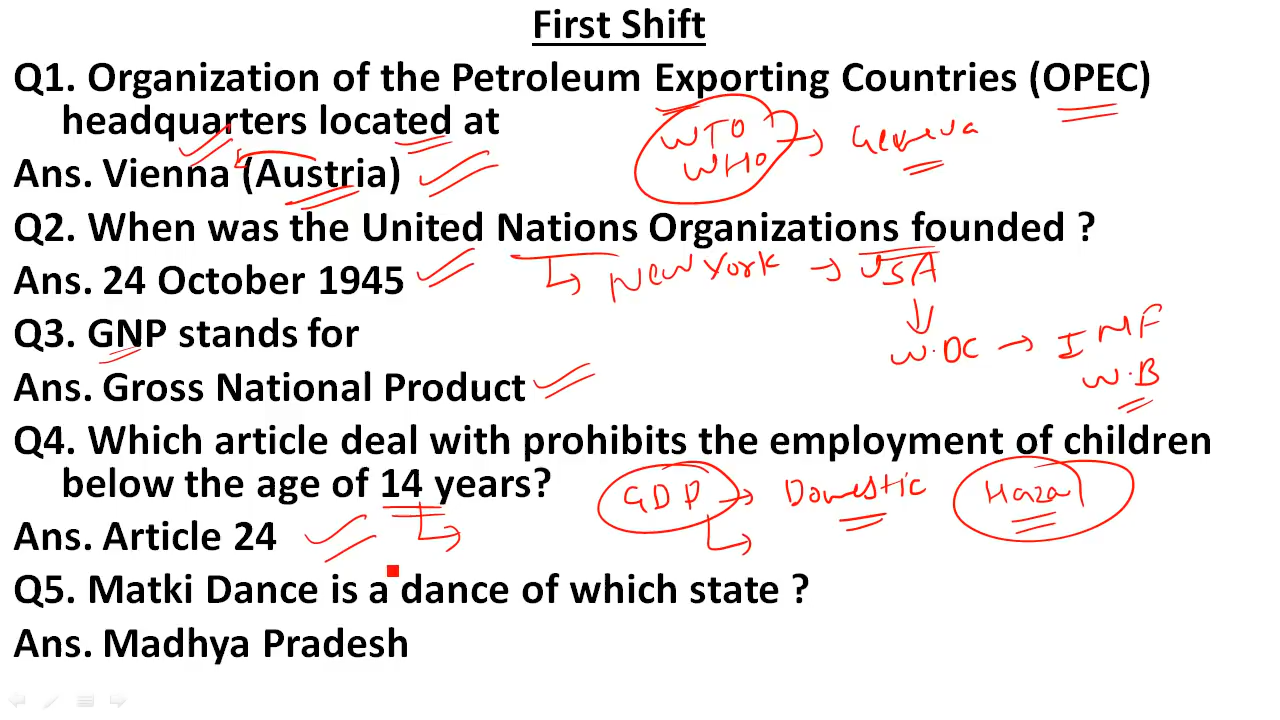 First Shift
Q1. Organization of the Petroleum Exporting Countries (OPEC)
headquarters located at
WTO
WHO → Geneva
Ans. Vienna (Austria)
Q2. When was the United Nations Organizations founded ?
Ans. 24 October 1945
New York → USA
Q3. GNP stands for
W.DC → IMF
W.B
Ans. Gross National Product
Q4. Which article deal with prohibits the employment of children
below the age of 14 years?
GDP → Domestic
Ans. Article 24
Q5. Matki Dance is a dance of which state ?
Ans. Madhya Pradesh